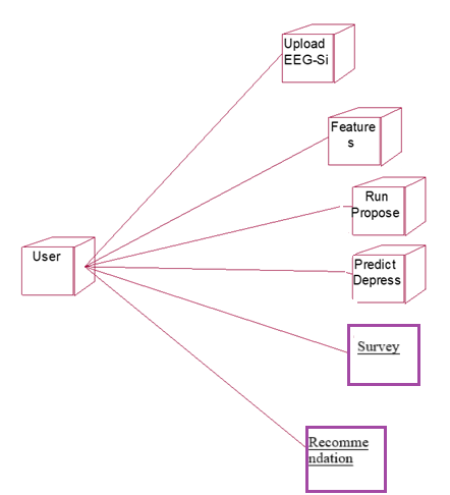 Upload
EEG-Si
Feature
s
Run
Propose
User
Predict
Depress
Survey
Recomme
ndation